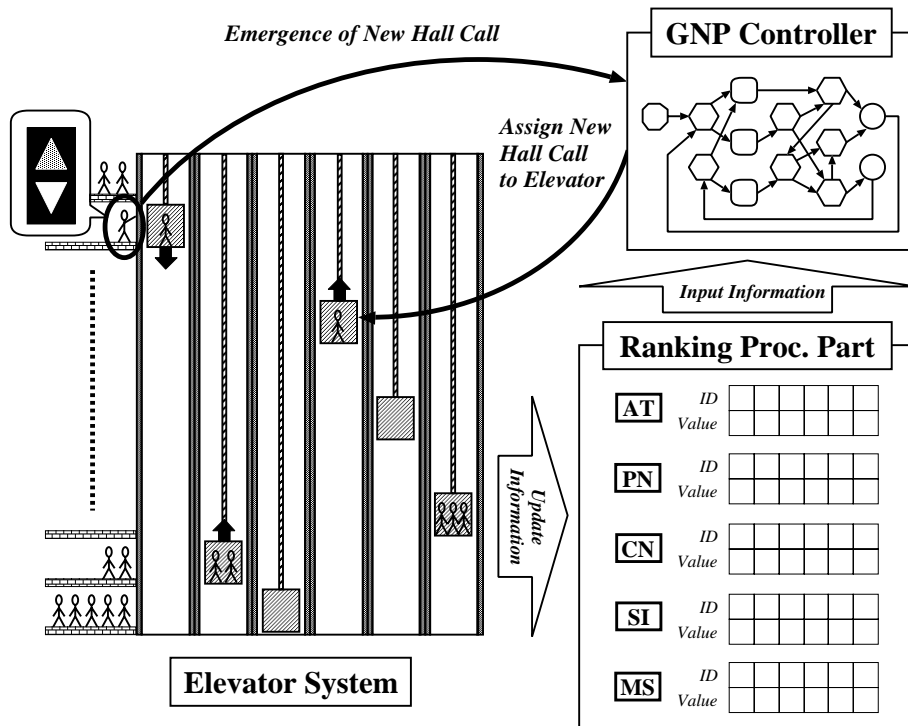 Emergence of New Hall Call
GNP Controller
Assign New
Hall Call
to Elevator
Input Information
Ranking Proc. Part
AT
ID
Value
PN
ID
Value
CN
ID
Value
SI
ID
Value
MS
ID
Value
Update
Information
Elevator System